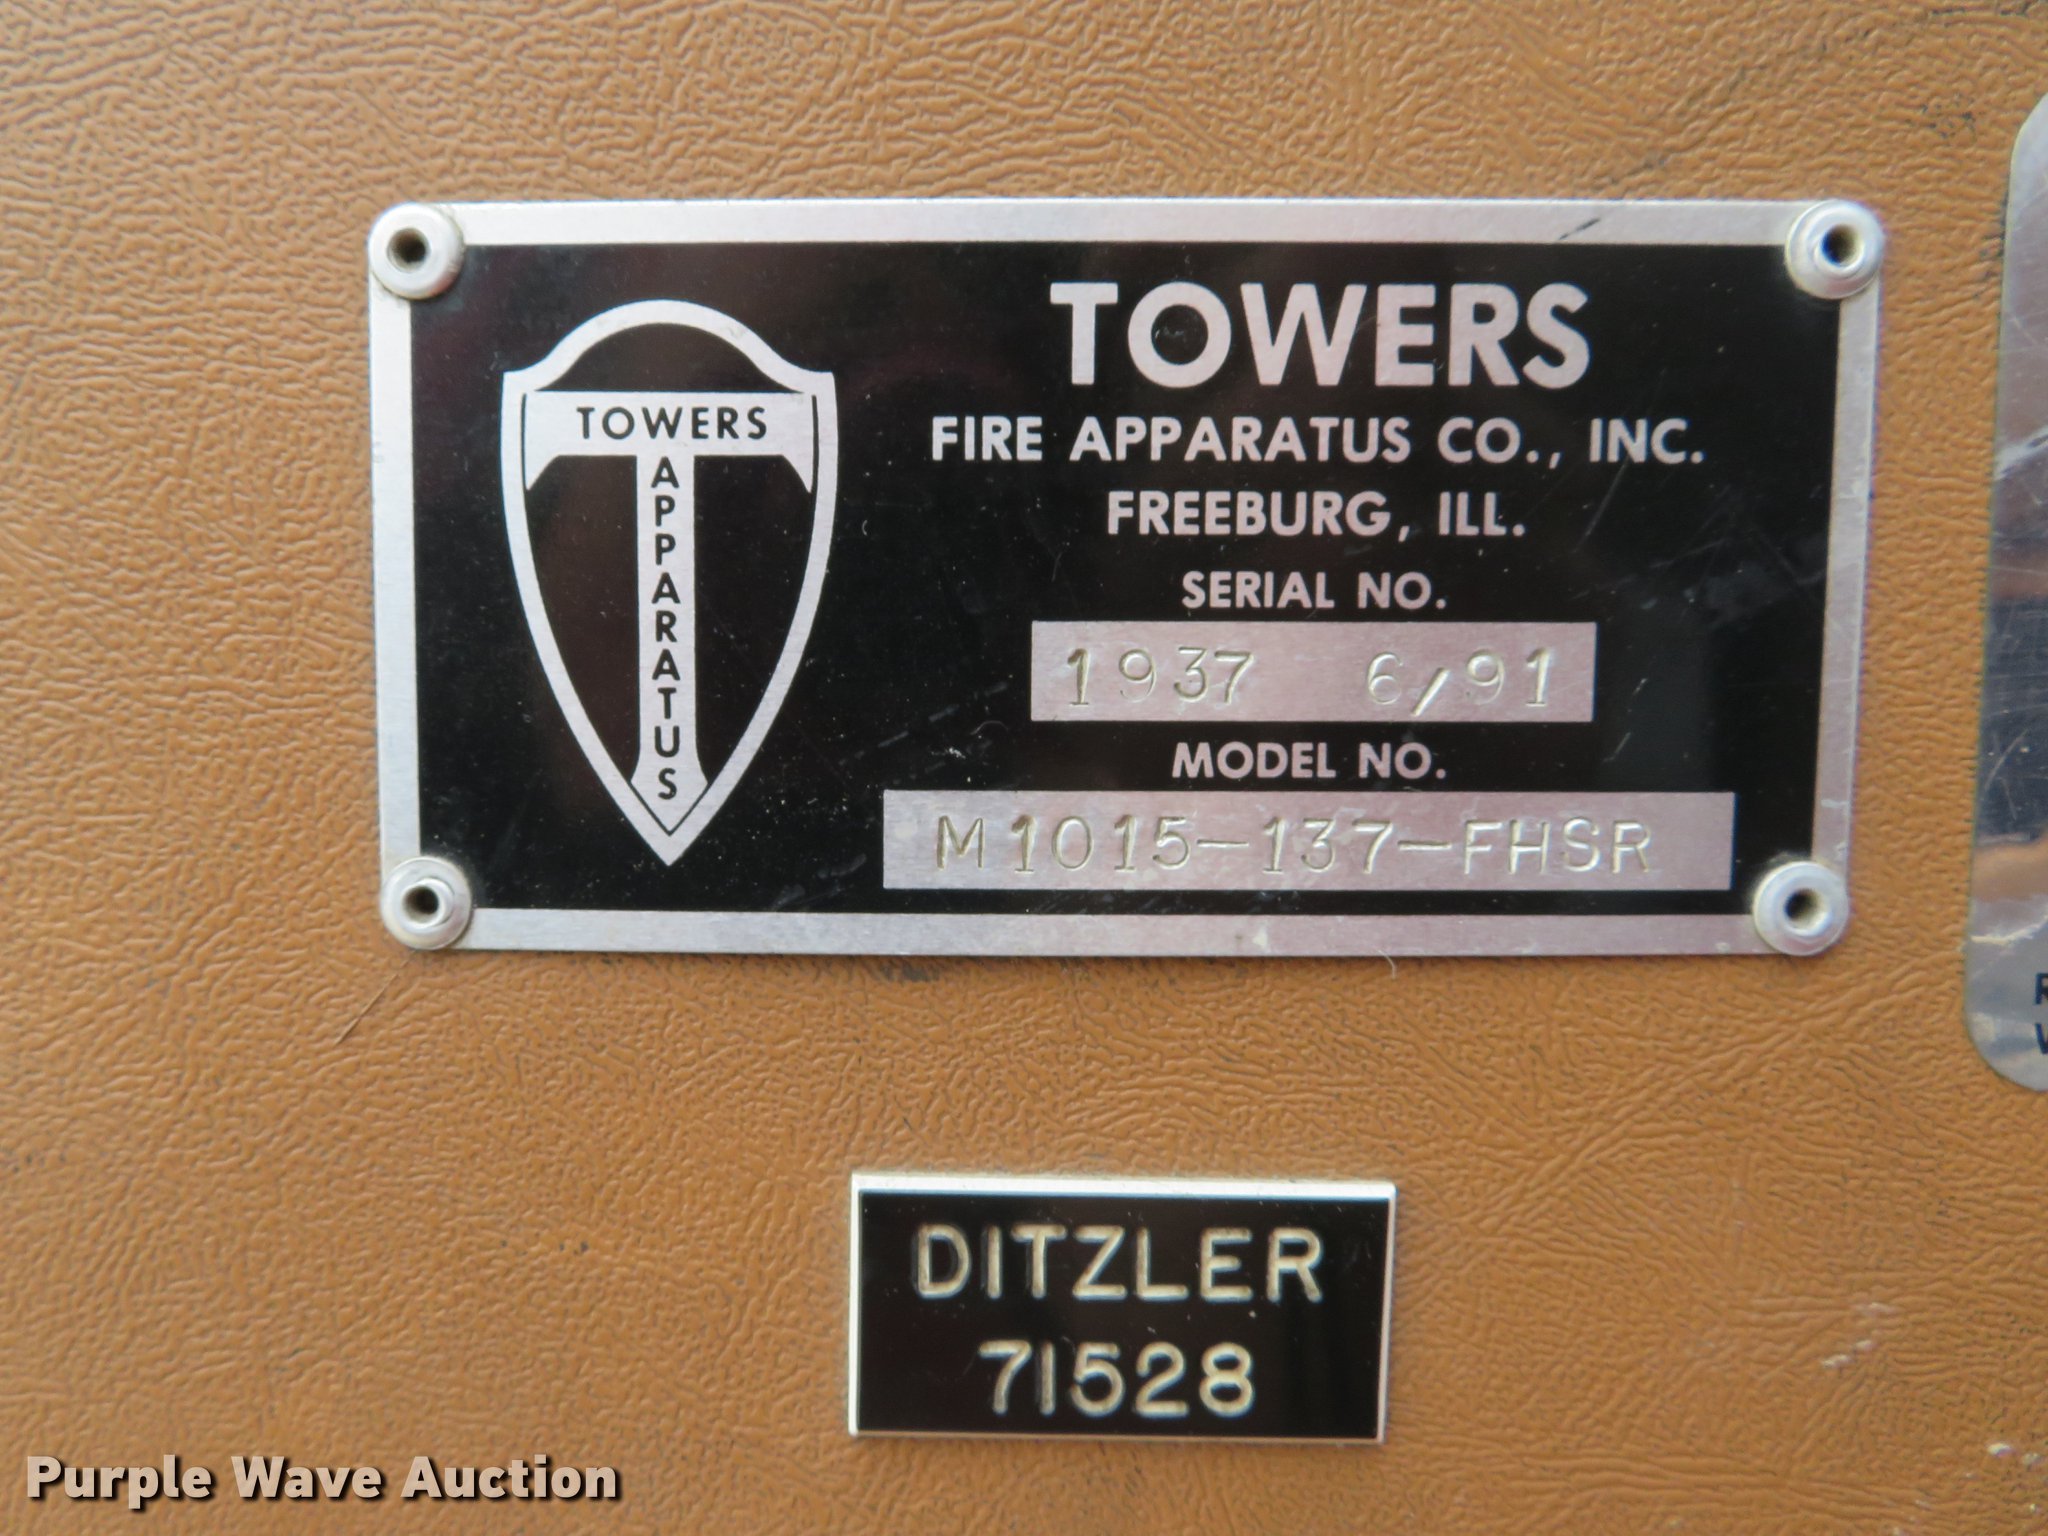 TOWERS
APPARATUS
TOWERS
FIRE APPARATUS CO., INC.
FREEBURG, ILL.
SERIAL NO.
1937 6/91
MODEL NO.
M1015-137-FHSR
DITZLER
71528
Purple Wave Auction